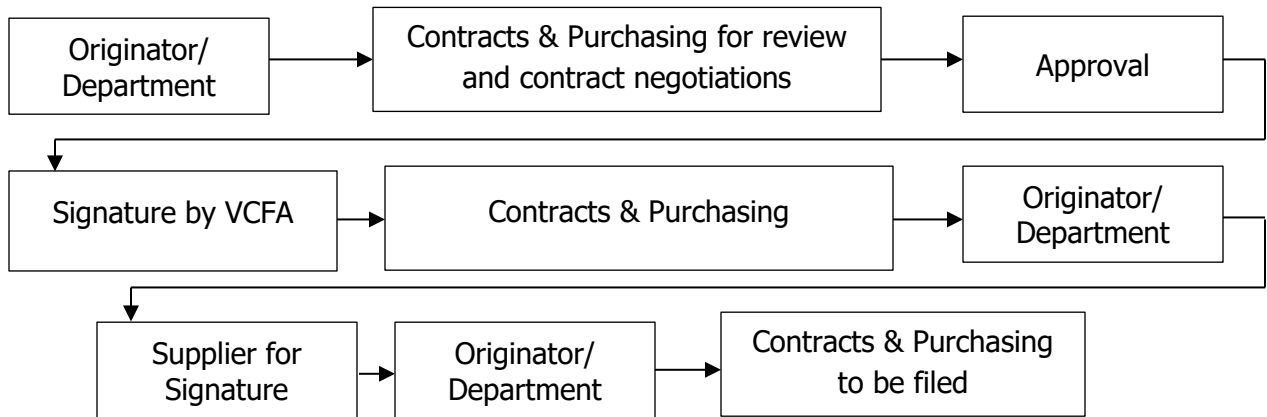 Originator/
Department
Contracts & Purchasing for review
and contract negotiations
Approval
Signature by VCFA
Contracts & Purchasing
Originator/
Department
Supplier for
Signature
Originator/
Department
Contracts & Purchasing
to be filed